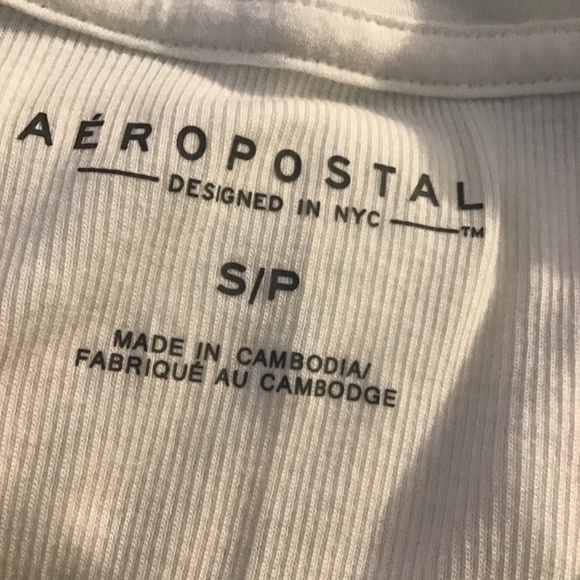 AÉROPOSTAL
DESIGNED IN NYC TM
S/P
MADE IN CAMBODIA/
FABRIQUÉ AU CAMBODGE